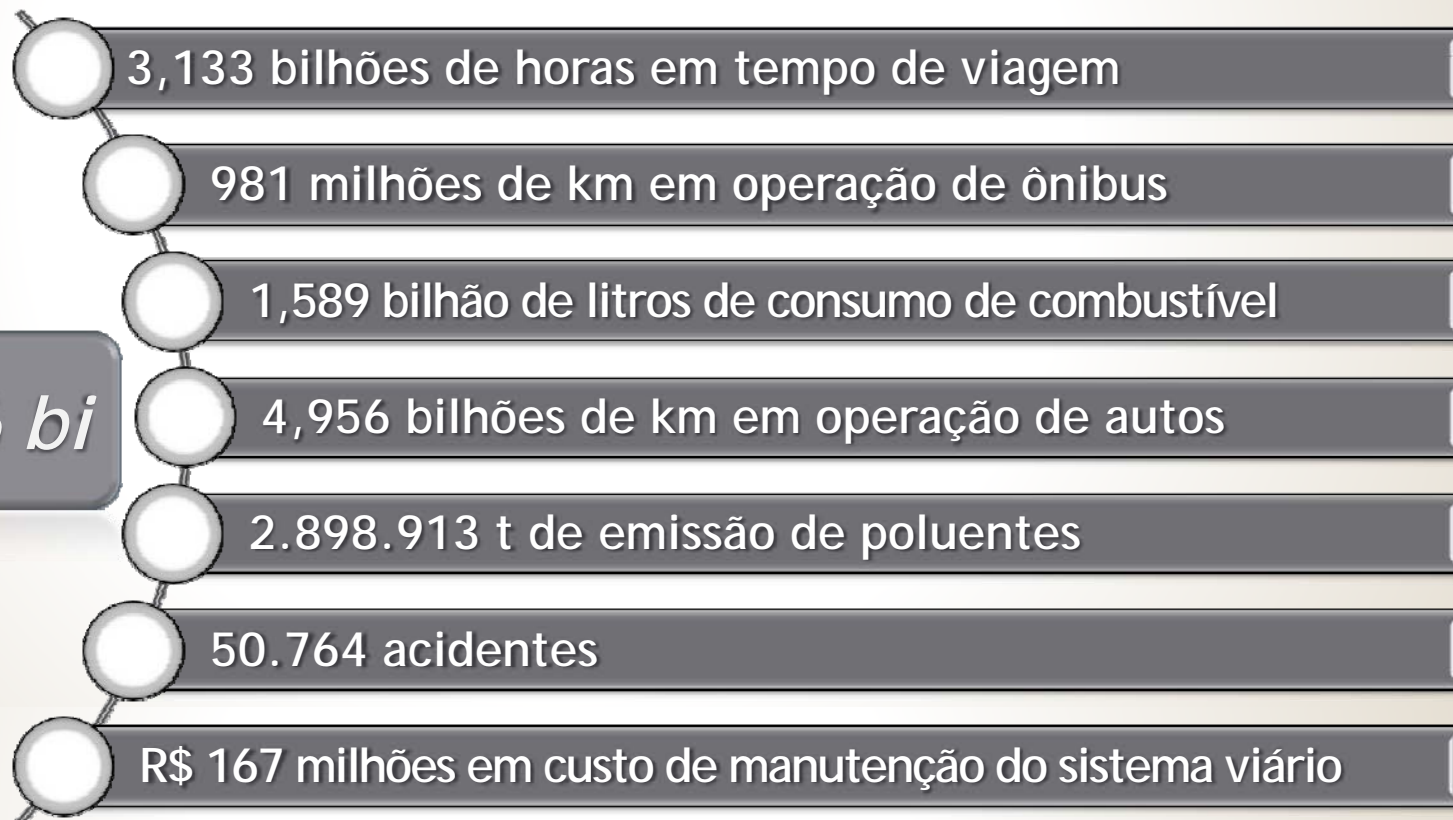 3,133 bilhões de horas em tempo de viagem
981 milhões de km em operação de ônibus
1,589 bilhão de litros de consumo de combustível
bi
4,956 bilhões de km em operação de autos
2.898.913 t de emissão de poluentes
50.764 acidentes
R$ 167 milhões em custo de manutenção do sistema viário